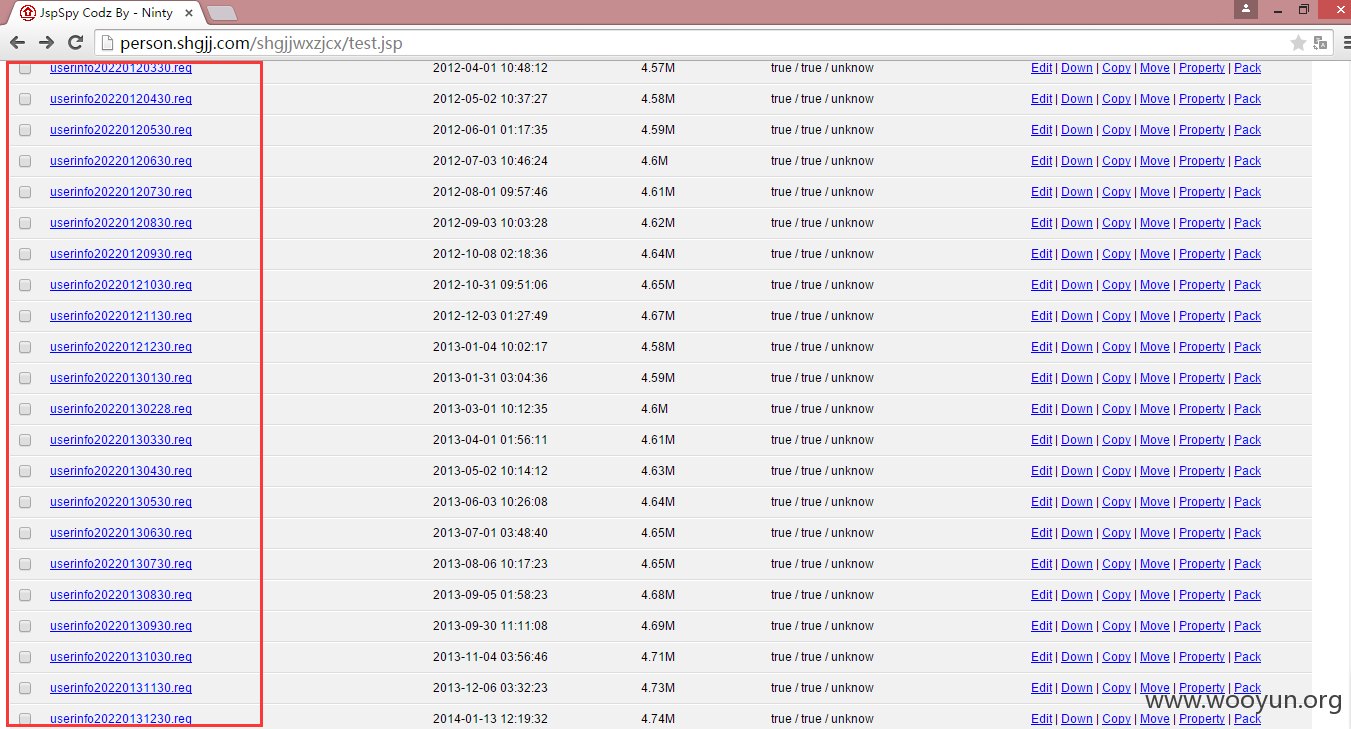 JspSpy Codz By - Ninty
person.shgjj.com/shgjjwxzjcx/test.jsp
userinfo20220120330.req 2012-04-01 10:48:12 4.57M true / true / unknow Edit | Down | Copy | Move | Property | Pack
userinfo20220120430.req 2012-05-02 10:37:27 4.58M true / true / unknow Edit | Down | Copy | Move | Property | Pack
userinfo20220120530.req 2012-06-01 01:17:35 4.59M true / true / unknow Edit | Down | Copy | Move | Property | Pack
userinfo20220120630.req 2012-07-03 10:46:24 4.6M true / true / unknow Edit | Down | Copy | Move | Property | Pack
userinfo20220120730.req 2012-08-01 09:57:46 4.61M true / true / unknow Edit | Down | Copy | Move | Property | Pack
userinfo20220120830.req 2012-09-03 10:03:28 4.62M true / true / unknow Edit | Down | Copy | Move | Property | Pack
userinfo20220120930.req 2012-10-08 02:18:36 4.64M true / true / unknow Edit | Down | Copy | Move | Property | Pack
userinfo20220121030.req 2012-10-31 09:51:06 4.65M true / true / unknow Edit | Down | Copy | Move | Property | Pack
userinfo20220121130.req 2012-12-03 01:27:49 4.67M true / true / unknow Edit | Down | Copy | Move | Property | Pack
userinfo20220121230.req 2013-01-04 10:02:17 4.58M true / true / unknow Edit | Down | Copy | Move | Property | Pack
userinfo20220130130.req 2013-01-31 03:04:36 4.59M true / true / unknow Edit | Down | Copy | Move | Property | Pack
userinfo20220130228.req 2013-03-01 10:12:35 4.6M true / true / unknow Edit | Down | Copy | Move | Property | Pack
userinfo20220130330.req 2013-04-01 01:56:11 4.61M true / true / unknow Edit | Down | Copy | Move | Property | Pack
userinfo20220130430.req 2013-05-02 10:14:12 4.63M true / true / unknow Edit | Down | Copy | Move | Property | Pack
userinfo20220130530.req 2013-06-03 10:26:08 4.64M true / true / unknow Edit | Down | Copy | Move | Property | Pack
userinfo20220130630.req 2013-07-01 03:48:40 4.65M true / true / unknow Edit | Down | Copy | Move | Property | Pack
userinfo20220130730.req 2013-08-06 10:17:23 4.65M true / true / unknow Edit | Down | Copy | Move | Property | Pack
userinfo20220130830.req 2013-09-05 01:58:23 4.68M true / true / unknow Edit | Down | Copy | Move | Property | Pack
userinfo20220130930.req 2013-09-30 11:11:08 4.69M true / true / unknow Edit | Down | Copy | Move | Property | Pack
userinfo20220131030.req 2013-11-04 03:56:46 4.71M true / true / unknow Edit | Down | Copy | Move | Property | Pack
userinfo20220131130.req 2013-12-06 03:32:23 4.73M true / true / unknow Edit | Down | Copy | Move | Property | Pack
www.wooyun.org
userinfo20220131230.req 2014-01-13 12:19:32 4.74M true / true / unknow Edit | Down | Copy | Move | Property | Pack